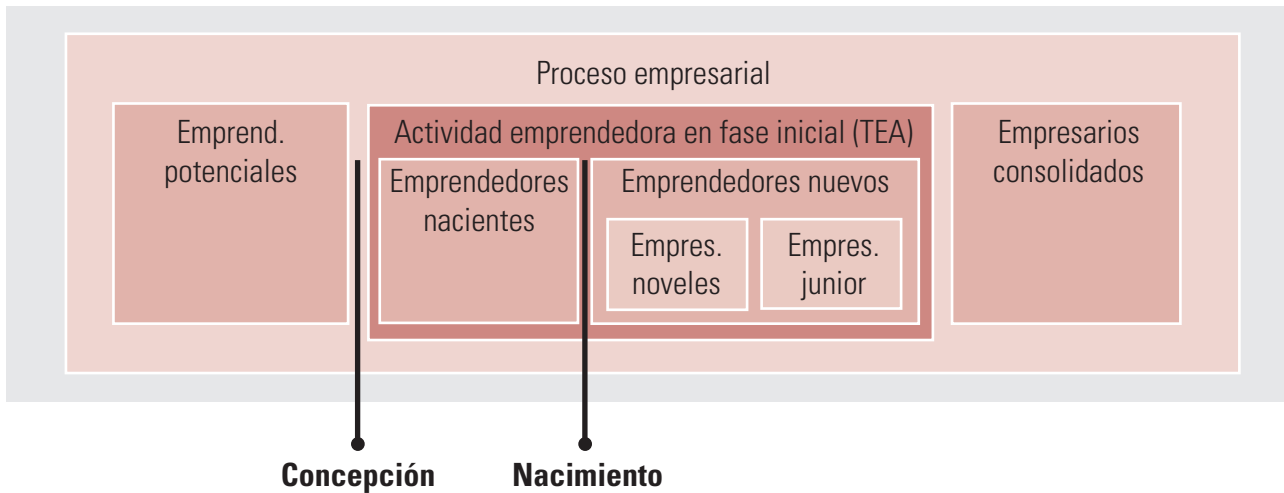 Proceso empresarial
Emprend.
potenciales
Actividad emprendedora en fase inicial (TEA)
Emprendedores
nacientes
Emprendedores nuevos
Empres.
noveles
Empres.
junior
Empresarios
consolidados
Concepción
Nacimiento